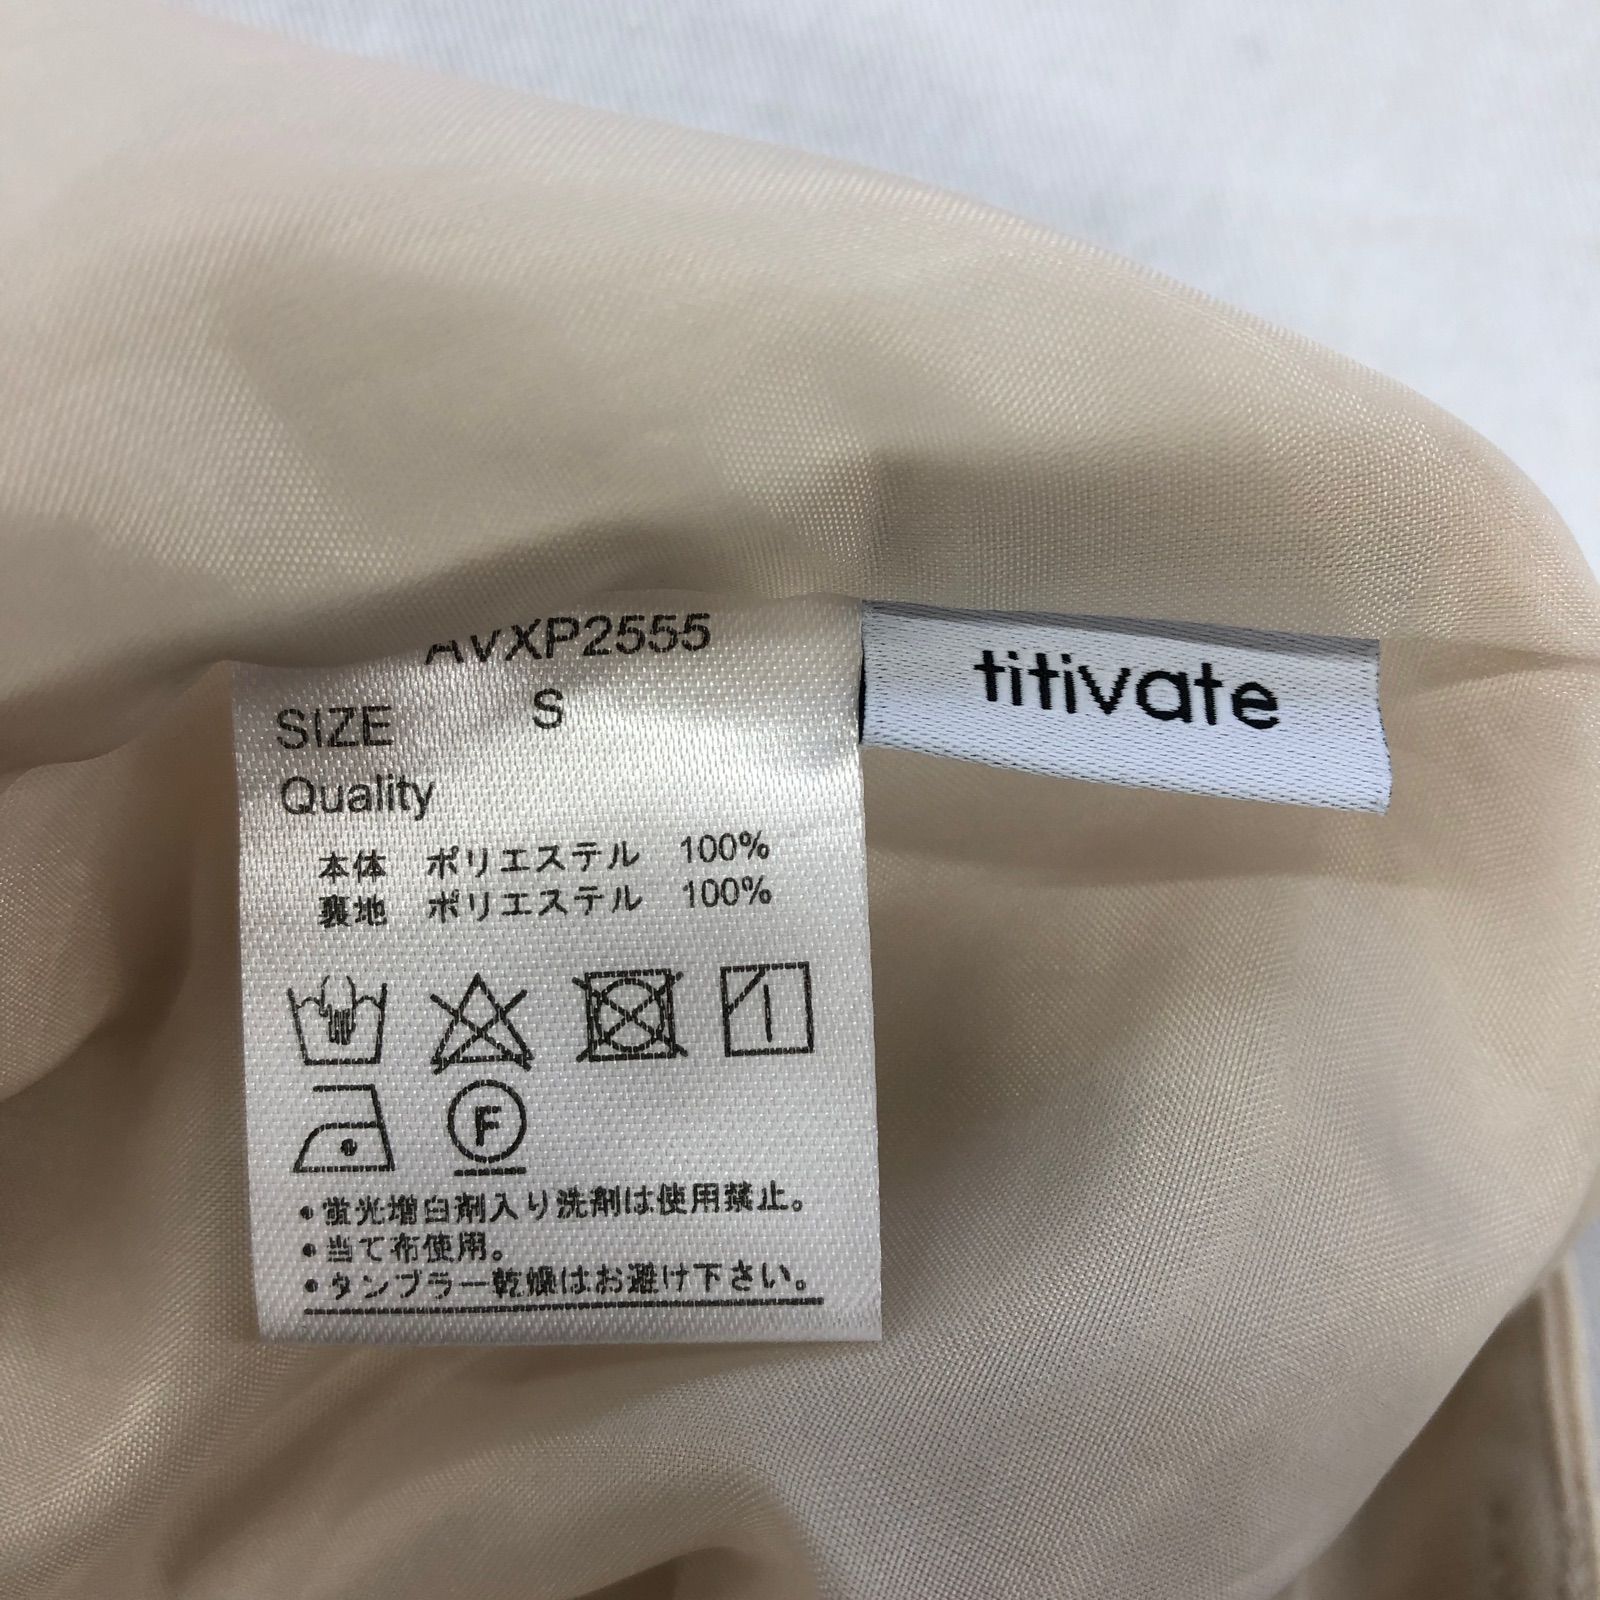 AVXP2555
titivate
SIZE S
Quality
本体 ポリエステル 100%
裏地 ポリエステル 100%
F
•蛍光増白剤入り洗剤は使用禁止。
•当て布使用。
•タンブラー乾燥はお避け下さい。